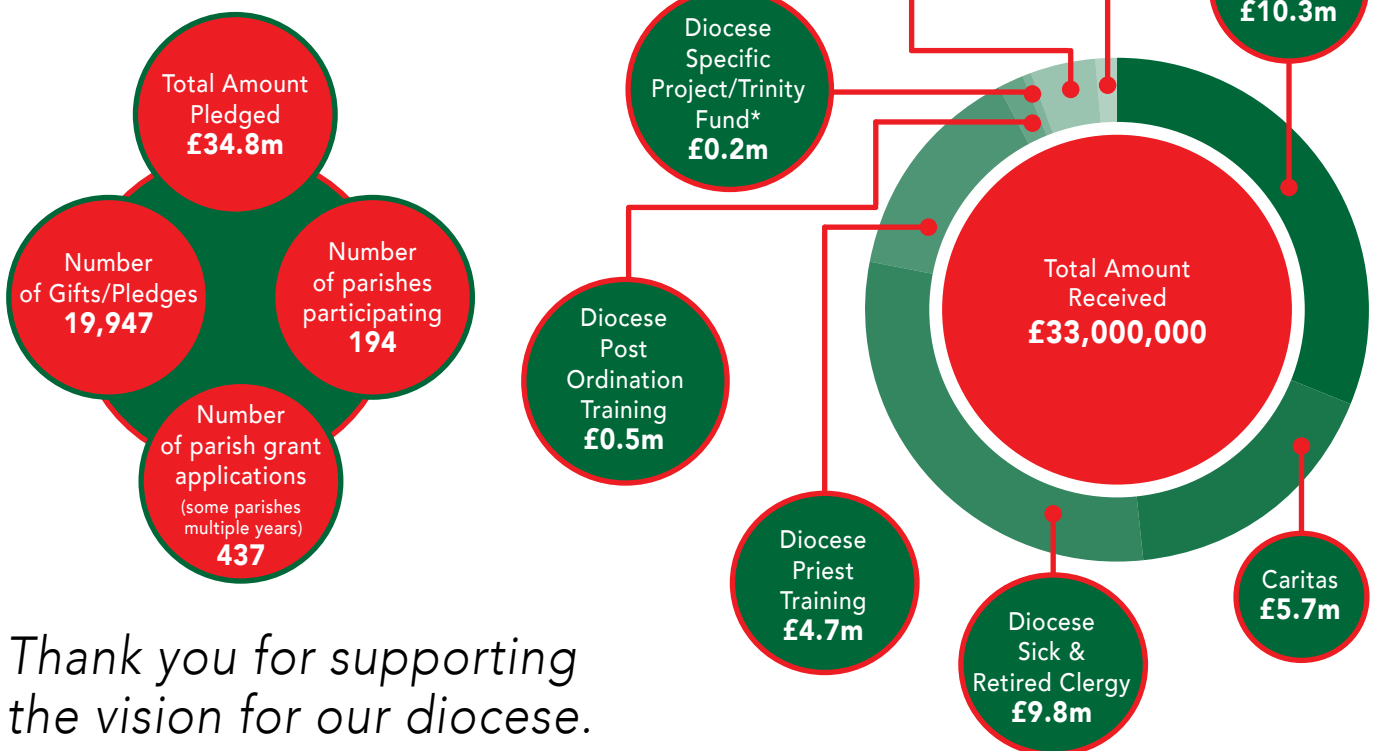 Total Amount
Pledged
£34.8m
Number
of Gifts/Pledges
19,947
Number
of parishes
participating
194
Number
of parish grant
applications
(some parishes
multiple years)
437
Thank you for supporting
the vision for our diocese.
Diocese
Specific
Project/Trinity
Fund*
£0.2m
£10.3m
Diocese
Post
Ordination
Training
£0.5m
Total Amount
Received
£33,000,000
Diocese
Priest
Training
£4.7m
Diocese
Sick &
Retired Clergy
£9.8m
Caritas
£5.7m